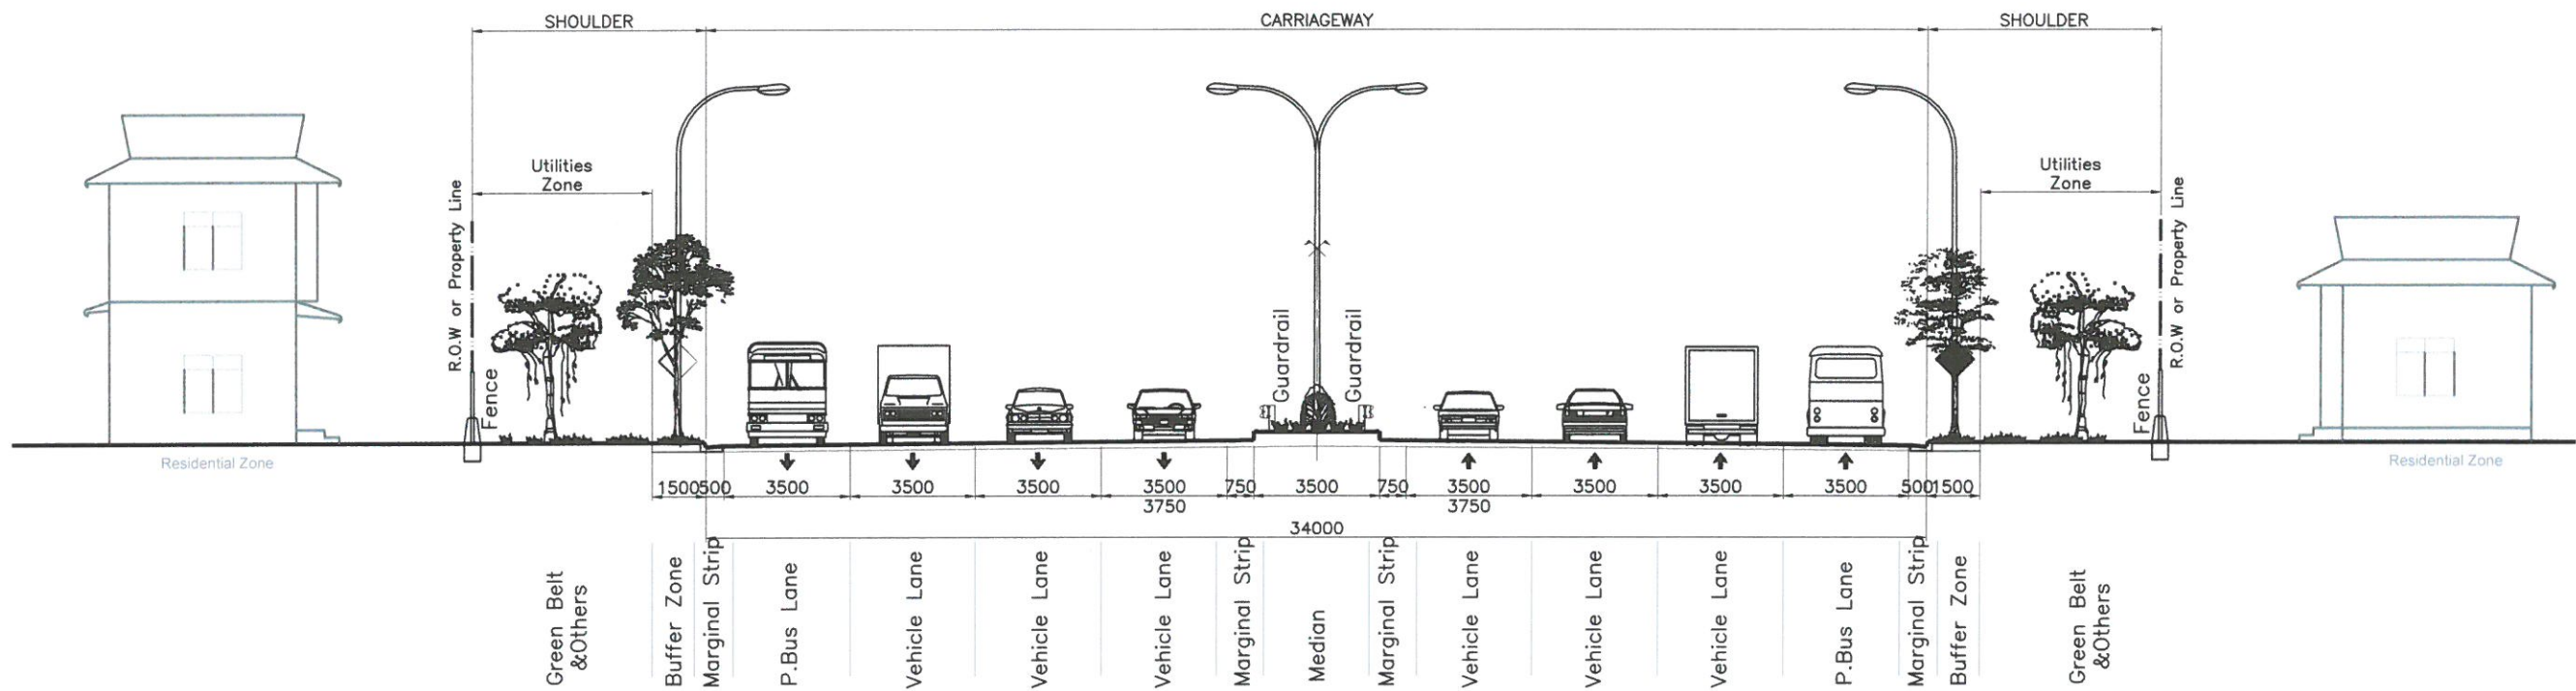 SHOULDER
CARRIAGEWAY
SHOULDER
Utilities
Zone
Utilities
Zone
R.O.W or Property Line
Fence
Guardrail
Guardrail
Fence
R.O.W or Property Line
Residential Zone
Residential Zone
1500
500
3500
3500
3500
3500
750
3500
750
3500
3500
3500
3500
500
1500
3750
3750
34000
Green Belt
&Others
Buffer Zone
Marginal Strip
P.Bus Lane
Vehicle Lane
Vehicle Lane
Vehicle Lane
Marginal Strip
Median
Marginal Strip
Vehicle Lane
Vehicle Lane
Vehicle Lane
P.Bus Lane
Marginal Strip
Buffer Zone
Green Belt
&Others